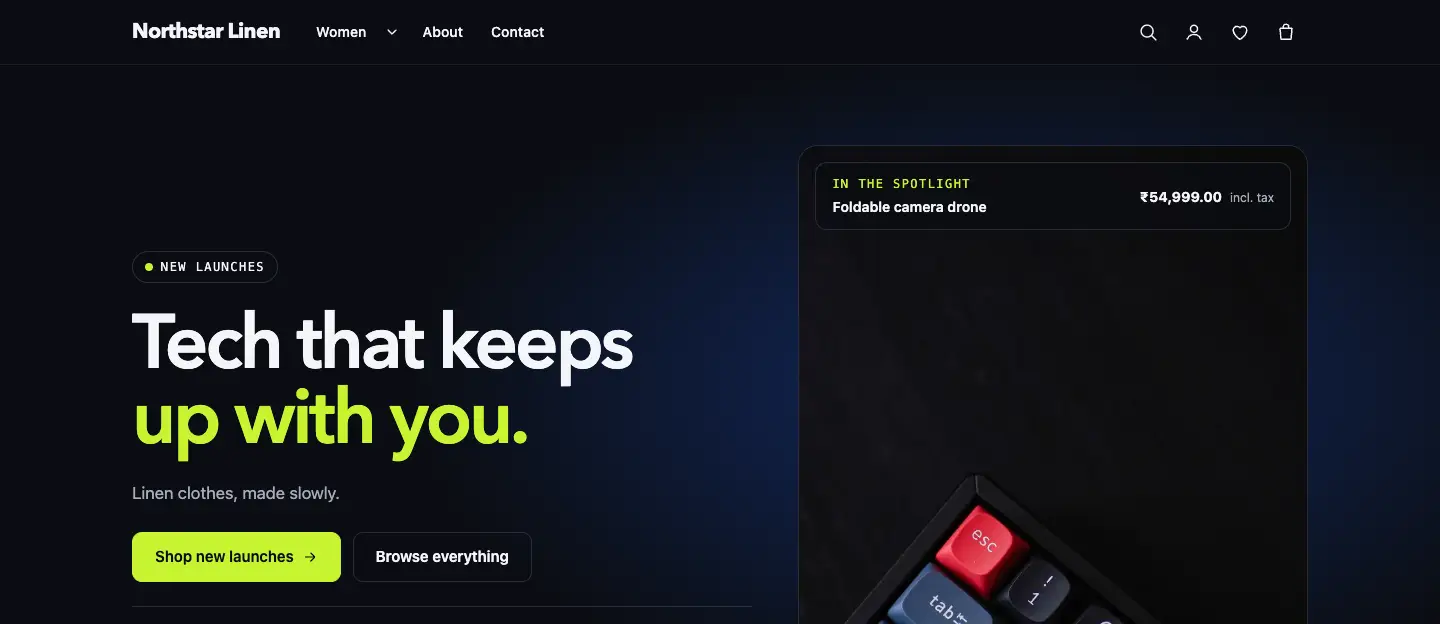 Northstar Linen
Women
About
Contact
IN THE SPOTLIGHT
Foldable camera drone
₹54,999.00 incl. tax
NEW LAUNCHES
Tech that keeps
up with you.
Linen clothes, made slowly.
Shop new launches →
Browse everything
esc
!
1
tab